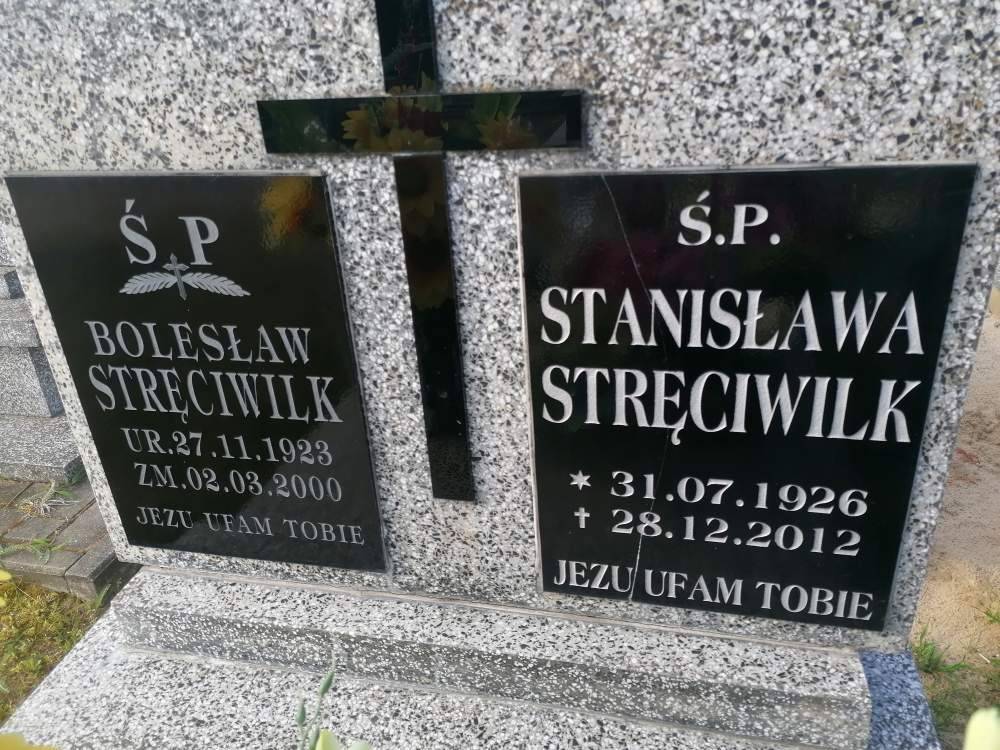 Ś P
BOLESŁAW
STRĘCIWILK
UR.27.11.1923
ZM.02.03.2000
JEZU UFAM TOBIE
Ś.P.
STANISŁAWA
STRĘCIWILK
* 31.07.1926
† 28.12.2012
JEZU UFAM TOBIE